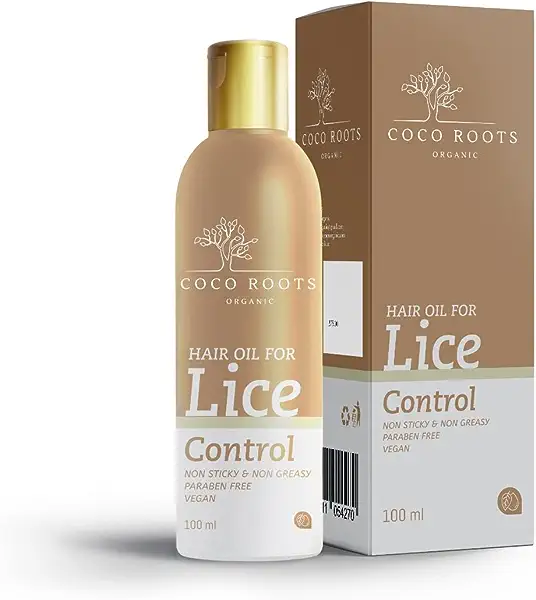 COCO ROOTS
ORGANIC
HAIR OIL FOR
Lice
Control
NON STICKY & NON GREASY
PARABEN FREE
VEGAN
100 ml
COCO ROOTS
ORGANIC
HAIR OIL FOR
Lice
Control
NON STICKY & NON GREASY
PARABEN FREE
VEGAN
100 ml
064270